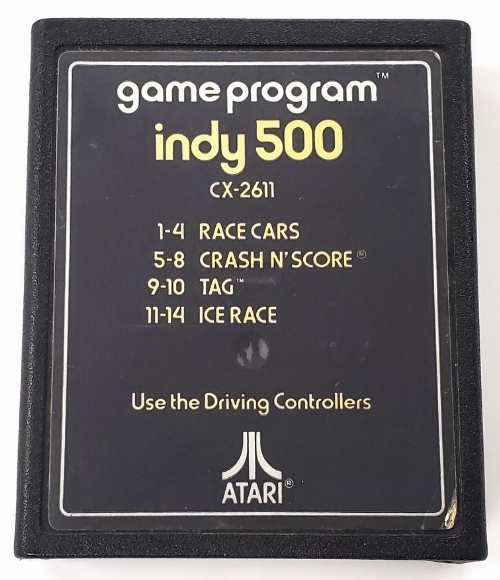 game program™
indy 500
CX-2611
1-4 RACE CARS
5-8 CRASH N' SCORE®
9-10 TAG™
11-14 ICE RACE
Use the Driving Controllers
ATARI®